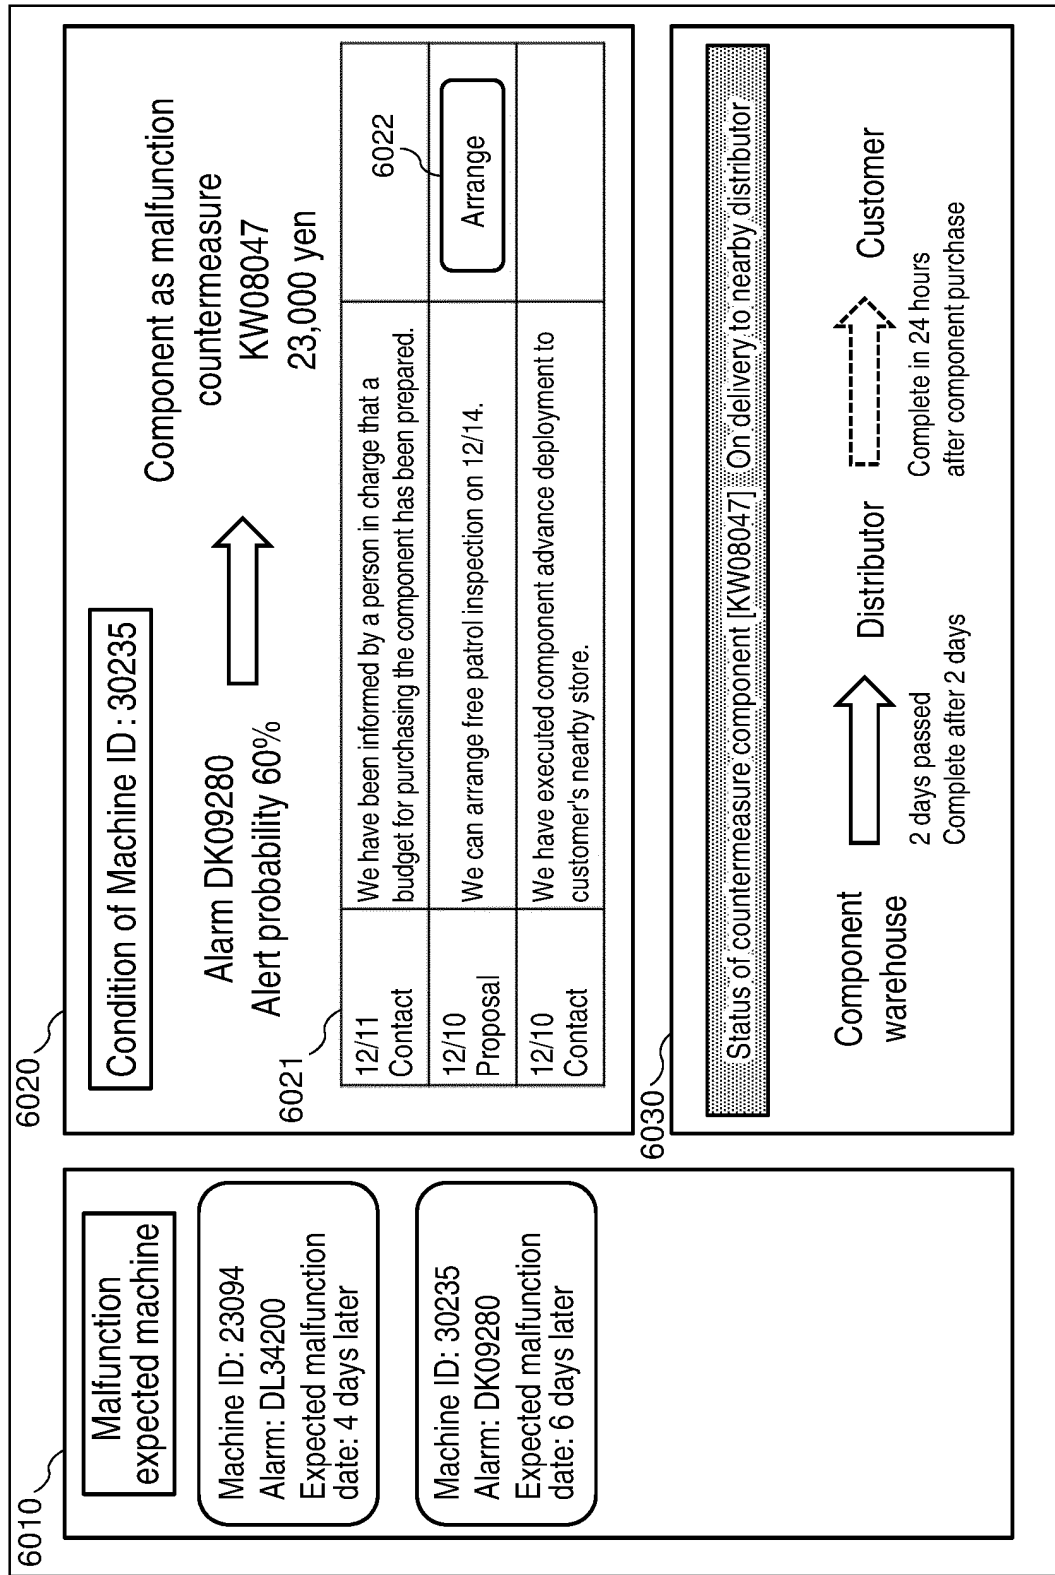 6010
Malfunction
expected machine
Machine ID: 23094
Alarm: DL34200
Expected malfunction
date: 4 days later
Machine ID: 30235
Alarm: DK09280
Expected malfunction
date: 6 days later
6020
Condition of Machine ID : 30235
Alarm DK09280
Alert probability 60%
Component as malfunction
countermeasure
KW08047
23,000 yen
6021
12/11
Contact
We have been informed by a person in charge that a
budget for purchasing the component has been prepared.
6022
12/10
Proposal
We can arrange free patrol inspection on 12/14.
Arrange
12/10
Contact
We have executed component advance deployment to
customer's nearby store.
6030
Status of countermeasure component [KW08047] On delivery to nearby distributor
Component
warehouse
2 days passed
Complete after 2 days
Distributor
Complete in 24 hours
after component purchase
Customer